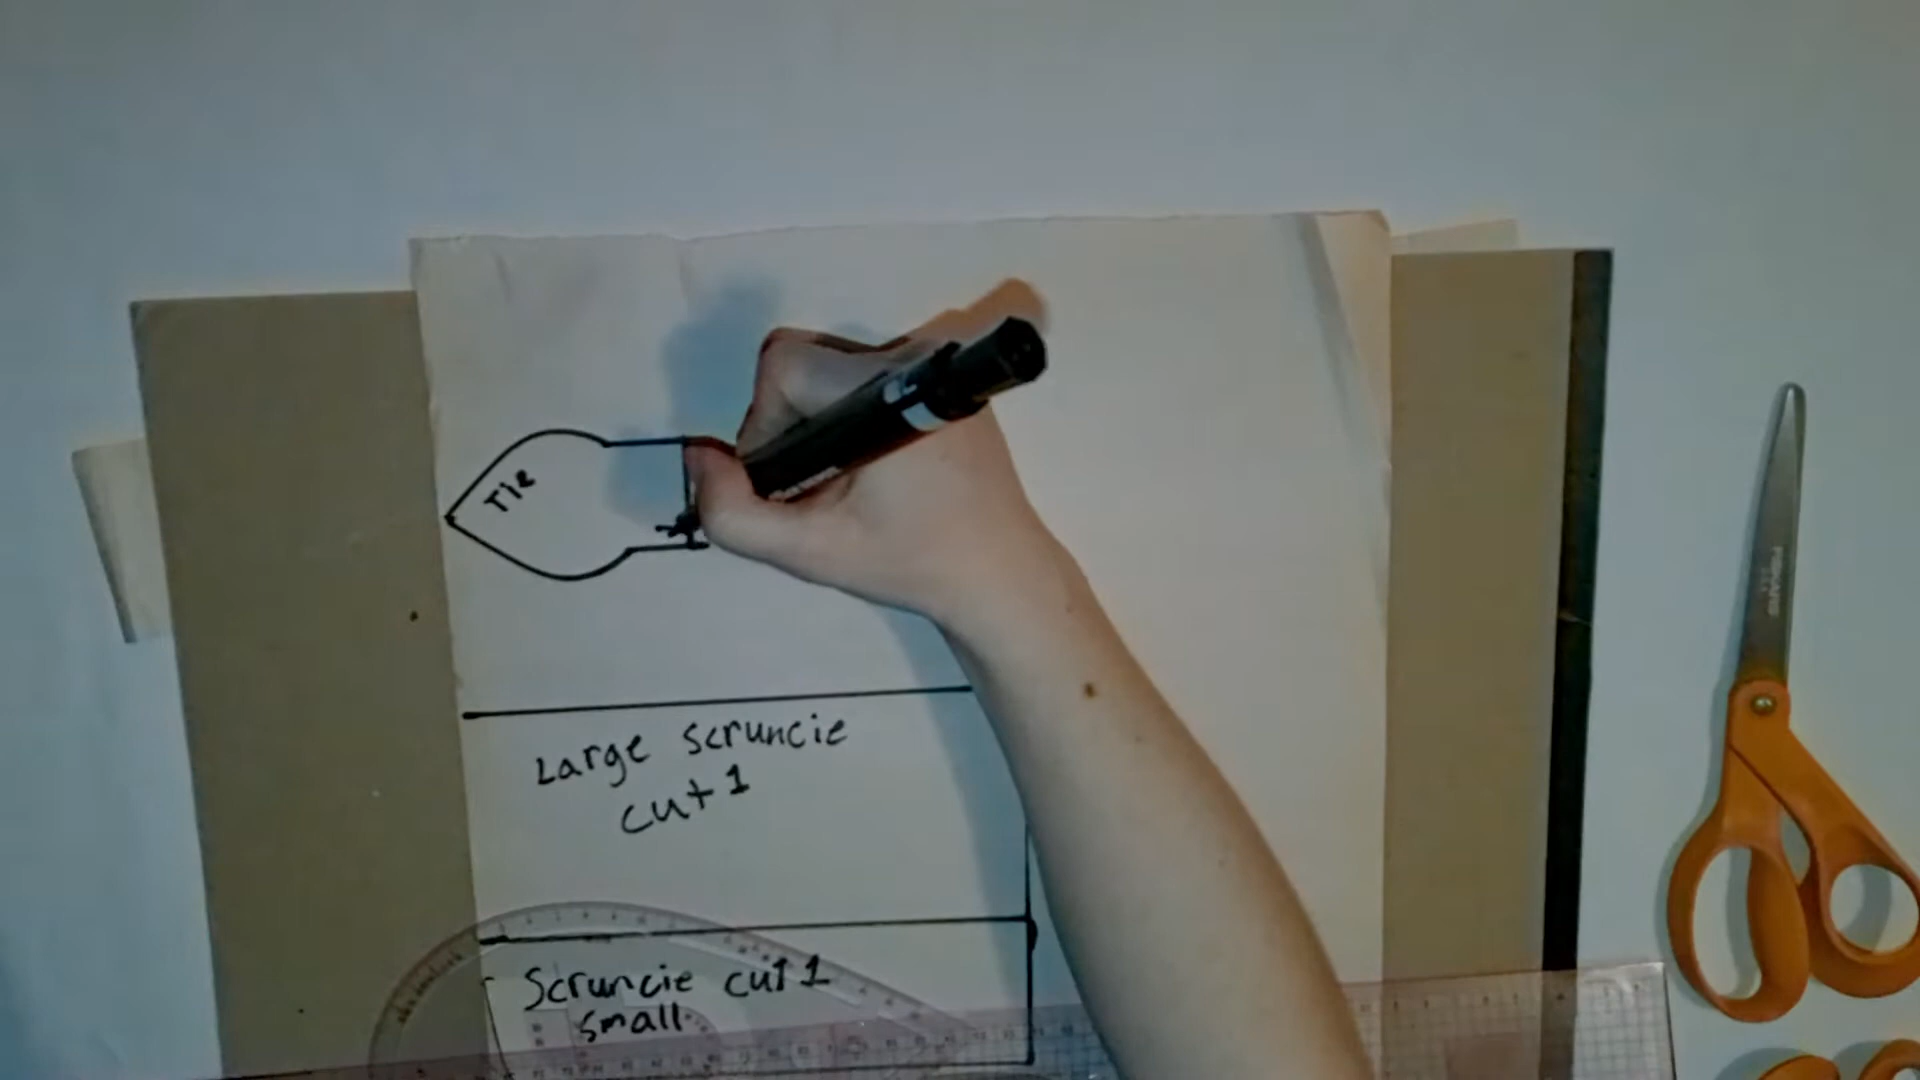 Tie
Large scruncie
cut 1
Scruncie cut 1
small